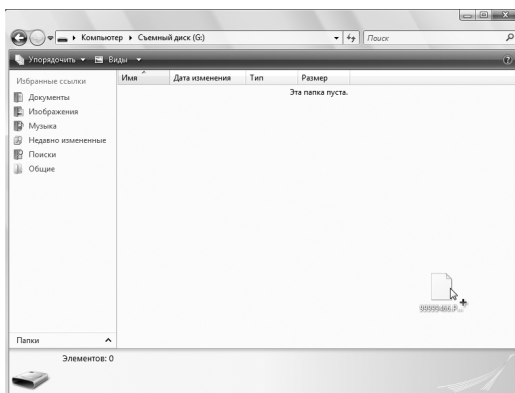 Компьютер Съемный диск (G:) Поиск
Упорядочить Виды
Избранные ссылки
Имя Дата изменения Тип Размер
Эта папка пуста.
Документы
Изображения
Музыка
Недавно измененные
Поиски
Общие
99999466.P...
Папки
Элементов: 0